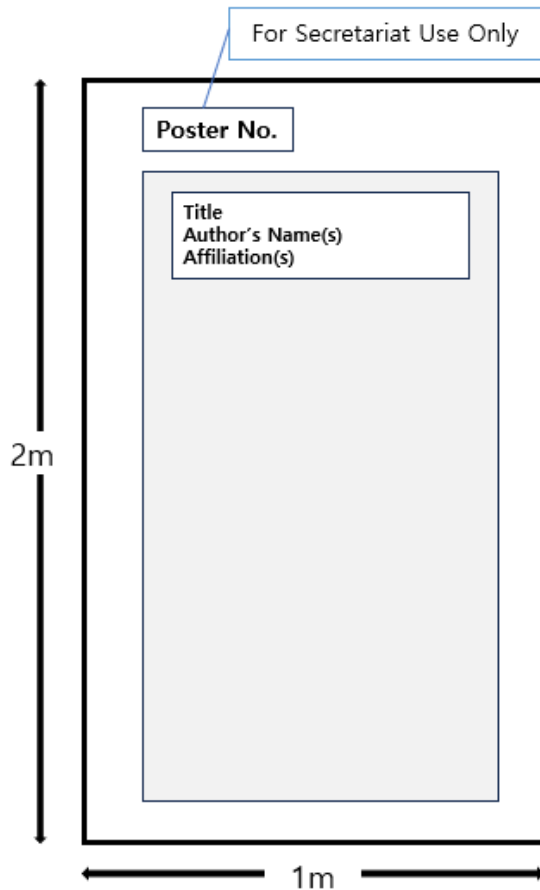 For Secretariat Use Only
Poster No.
Title
Author´s Name(s)
Affiliation(s)
2m
1m